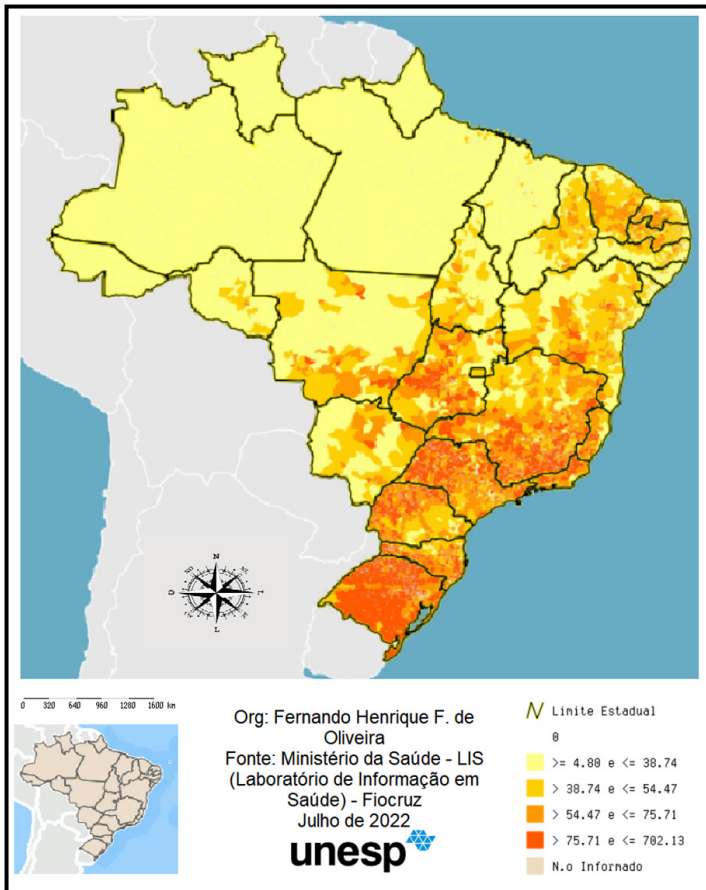 N
NO
NE
O
L
L
0 320 640 960 1280 1600 km
Org: Fernando Henrique F. de
Oliveira
Fonte: Ministério da Saúde - LIS
(Laboratório de Informação em
Saúde) - Fiocruz
Julho de 2022
unesp
Limite Estadual
0
>= 4.80 e <= 38.74
> 38.74 e <= 54.47
> 54.47 e <= 75.71
> 75.71 e <= 702.13
N.o Informado